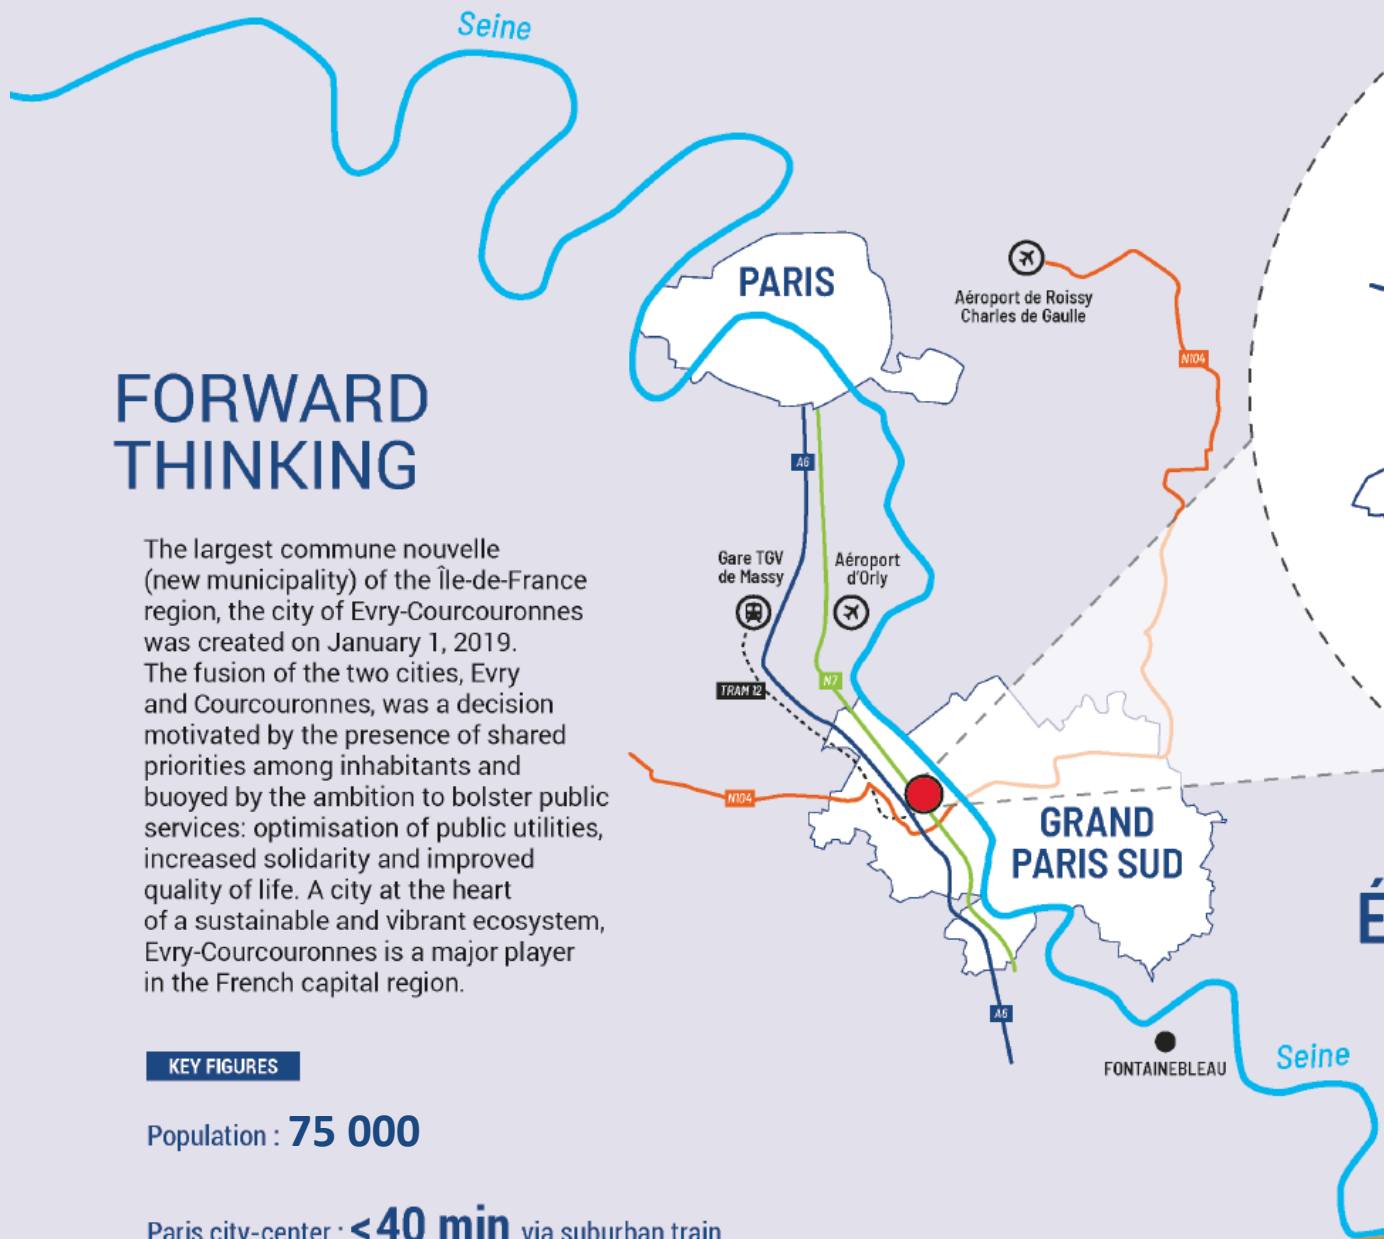 Seine
PARIS
Aéroport de Roissy
Charles de Gaulle
N104
FORWARD
THINKING
A6
The largest commune nouvelle
(new municipality) of the Île-de-France
region, the city of Evry-Courcouronnes
was created on January 1, 2019.
The fusion of the two cities, Evry
and Courcouronnes, was a decision
motivated by the presence of shared
priorities among inhabitants and
buoyed by the ambition to bolster public
services: optimisation of public utilities,
increased solidarity and improved
quality of life. A city at the heart
of a sustainable and vibrant ecosystem,
Evry-Courcouronnes is a major player
in the French capital region.
Gare TGV
de Massy
Aéroport
d'Orly
TRAM 12
N7
N104
GRAND
PARIS SUD
É
A6
FONTAINEBLEAU
Seine
KEY FIGURES
Population : 75 000
Paris city-center : <40 min via suburban train